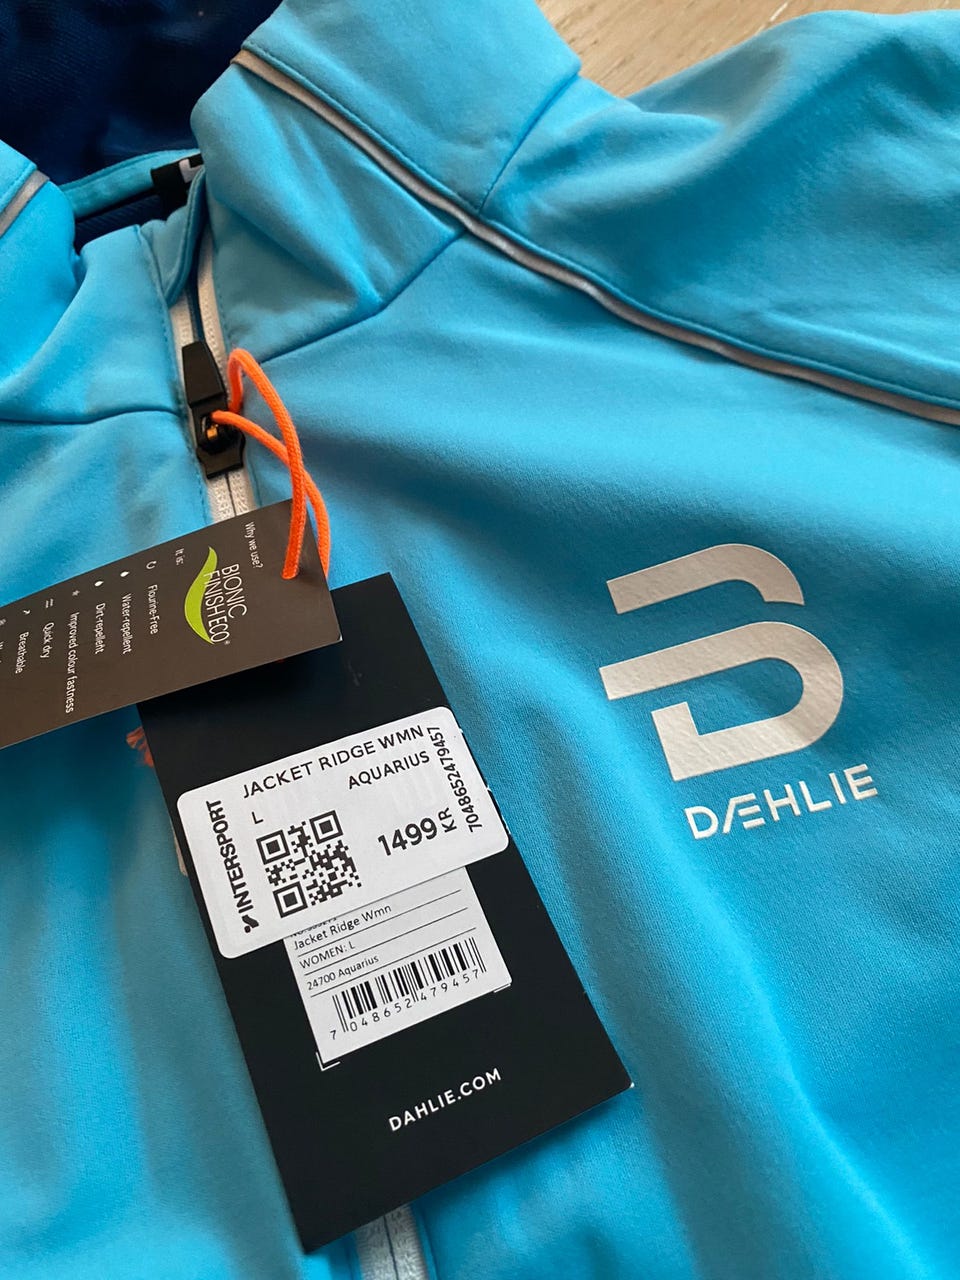 Why we use?
BIONIC
FINISH ECO®
It is:
Flourine-Free
Water-repellent
Dirt-repellent
Improved colour fastness
Quick dry
Breathable
INTERSPORT
JACKET RIDGE WMN
AQUARIUS
L
1499 KR
7048652479457
Jacket Ridge Wmn
WOMEN: L
24700 Aquarius
7 048652 479457
DAHLIE.COM
DÆHLIE